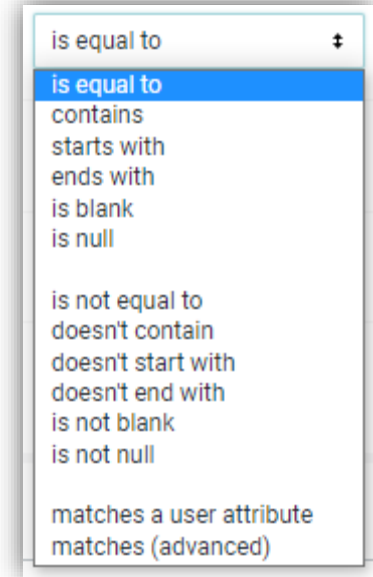 is equal to
is equal to
contains
starts with
ends with
is blank
is null
is not equal to
doesn't contain
doesn't start with
doesn't end with
is not blank
is not null
matches a user attribute
matches (advanced)